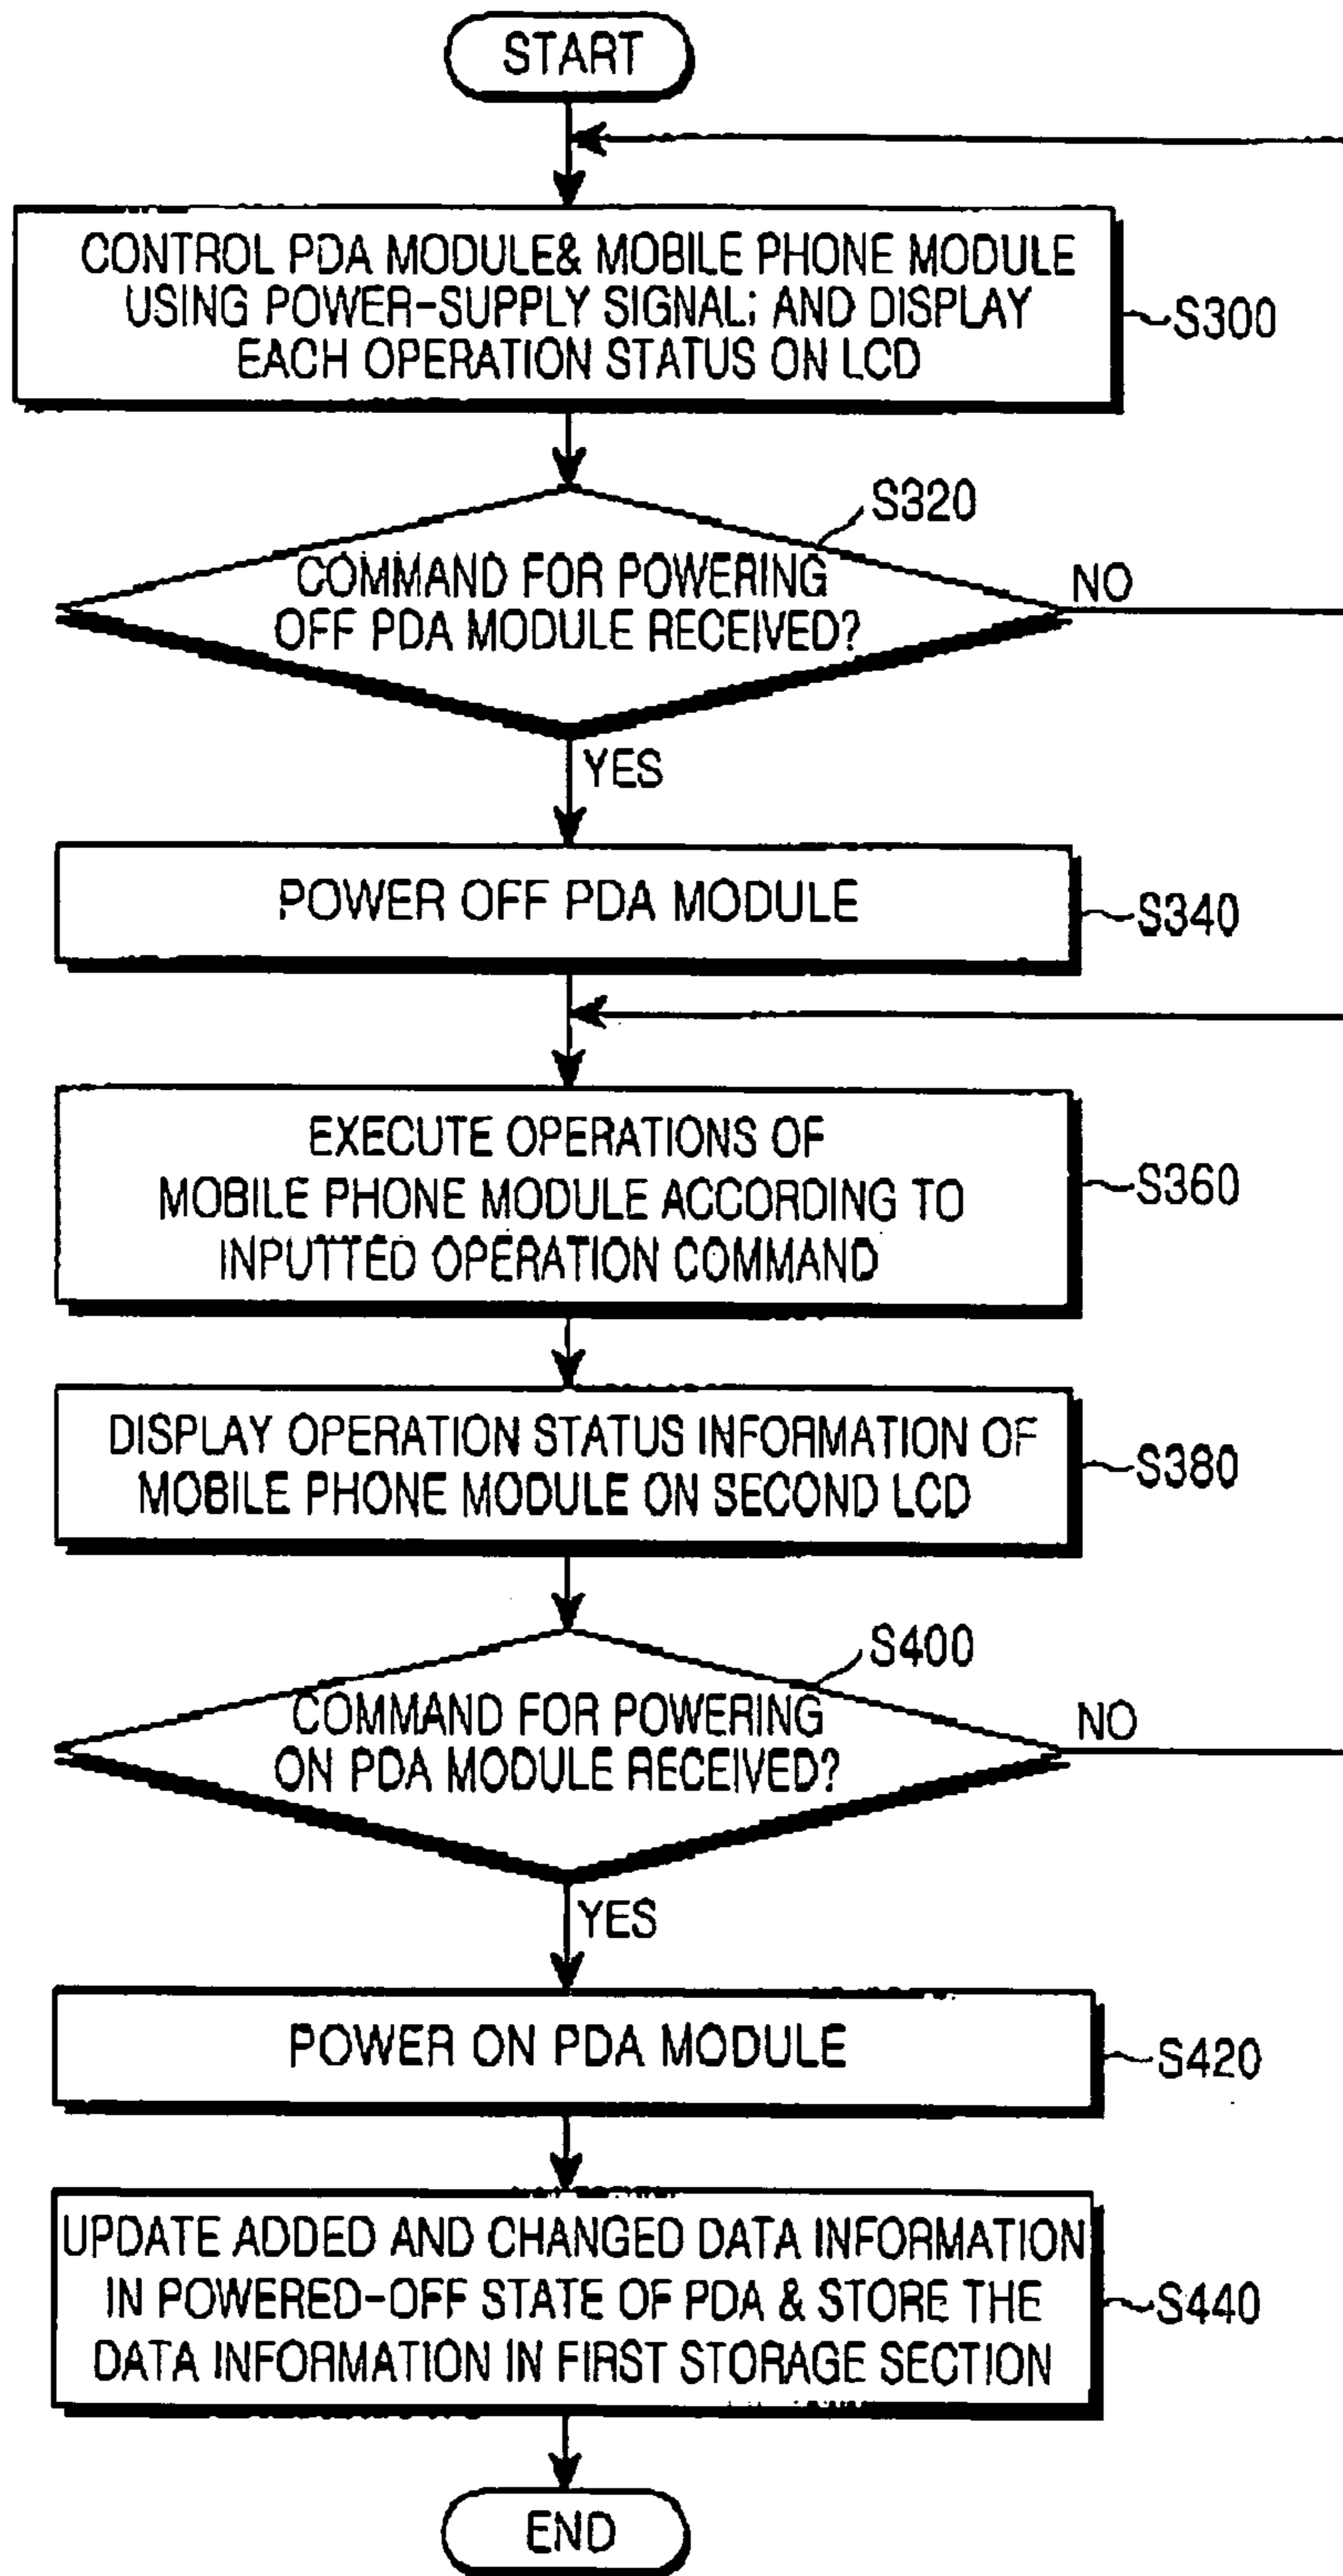 START
CONTROL PDA MODULE& MOBILE PHONE MODULE
USING POWER-SUPPLY SIGNAL; AND DISPLAY
EACH OPERATION STATUS ON LCD
S300
S320
COMMAND FOR POWERING
OFF PDA MODULE RECEIVED?
NO
YES
POWER OFF PDA MODULE
S340
EXECUTE OPERATIONS OF
MOBILE PHONE MODULE ACCORDING TO
INPUTTED OPERATION COMMAND
S360
DISPLAY OPERATION STATUS INFORMATION OF
MOBILE PHONE MODULE ON SECOND LCD
S380
S400
COMMAND FOR POWERING
ON PDA MODULE RECEIVED?
NO
YES
POWER ON PDA MODULE
S420
UPDATE ADDED AND CHANGED DATA INFORMATION
IN POWERED-OFF STATE OF PDA & STORE THE
DATA INFORMATION IN FIRST STORAGE SECTION
S440
END